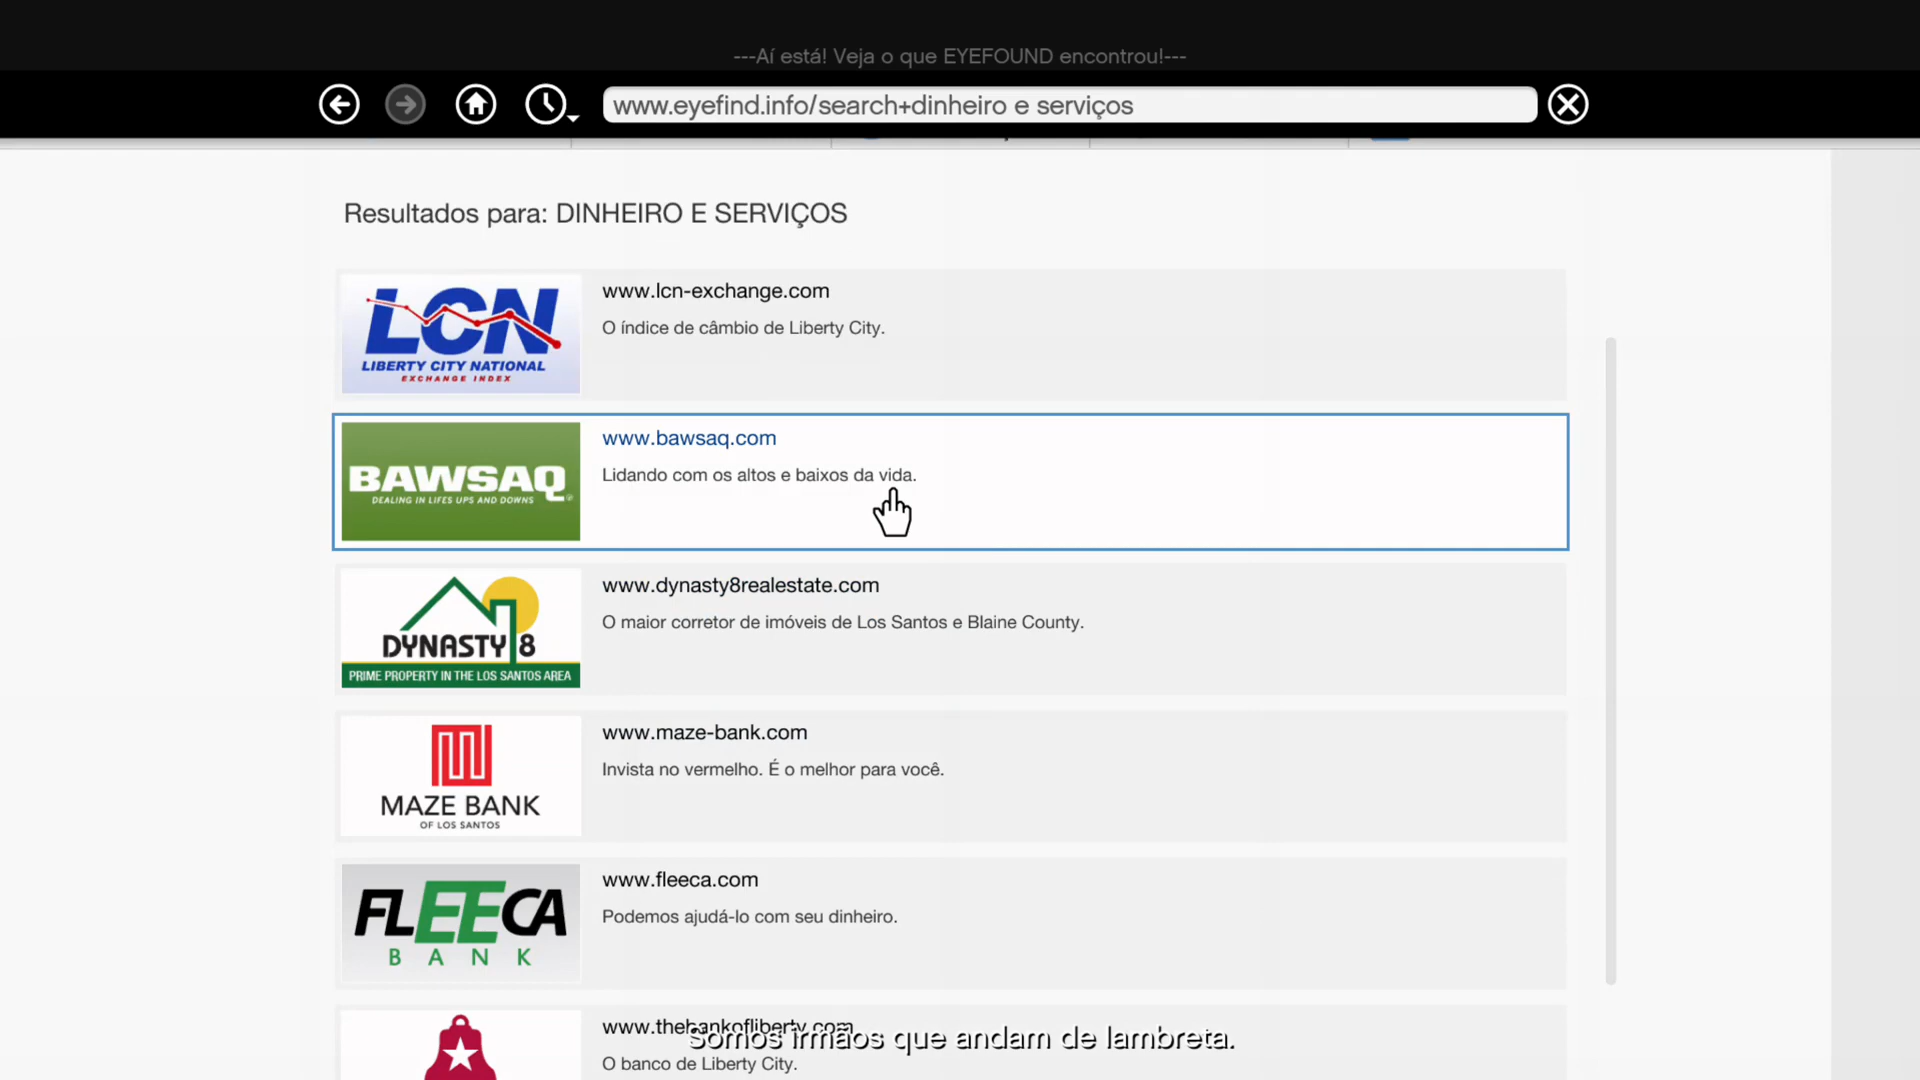 ---Aí está! Veja o que EYEFOUND encontrou!---
www.eyefind.info/search+dinheiro e serviços
Resultados para: DINHEIRO E SERVIÇOS
LCN
LIBERTY CITY NATIONAL
EXCHANGE INDEX
www.lcn-exchange.com
O índice de câmbio de Liberty City.
BAWSAQ
DEALING IN LIFES UPS AND DOWNS
www.bawsaq.com
Lidando com os altos e baixos da vida.
DYNASTY 8
PRIME PROPERTY IN THE LOS SANTOS AREA
www.dynasty8realestate.com
O maior corretor de imóveis de Los Santos e Blaine County.
MAZE BANK
OF LOS SANTOS
www.maze-bank.com
Invista no vermelho. É o melhor para você.
FLEECA
BANK
www.fleeca.com
Podemos ajudá-lo com seu dinheiro.
www.thebankofliberty.com
Somos irmãos que andam de lambreta.
O banco de Liberty City.